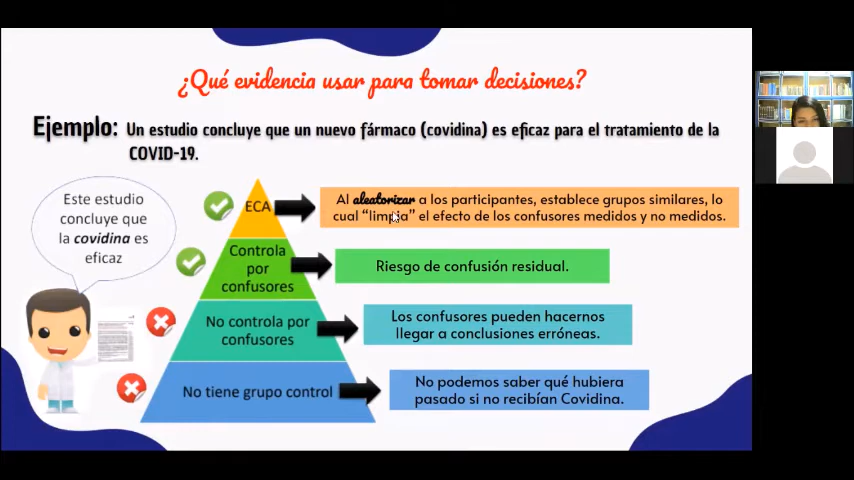 ¿Qué evidencia usar para tomar decisiones?
Ejemplo: Un estudio concluye que un nuevo fármaco (covidina) es eficaz para el tratamiento de la
COVID-19.
Este estudio
concluye que
la covidina es
eficaz
ECA
Al aleatorizar a los participantes, establece grupos similares, lo
cual “limpia” el efecto de los confusores medidos y no medidos.
Controla
por
confusores
Riesgo de confusión residual.
No controla por
confusores
Los confusores pueden hacernos
llegar a conclusiones erróneas.
No tiene grupo control
No podemos saber qué hubiera
pasado si no recibían Covidina.